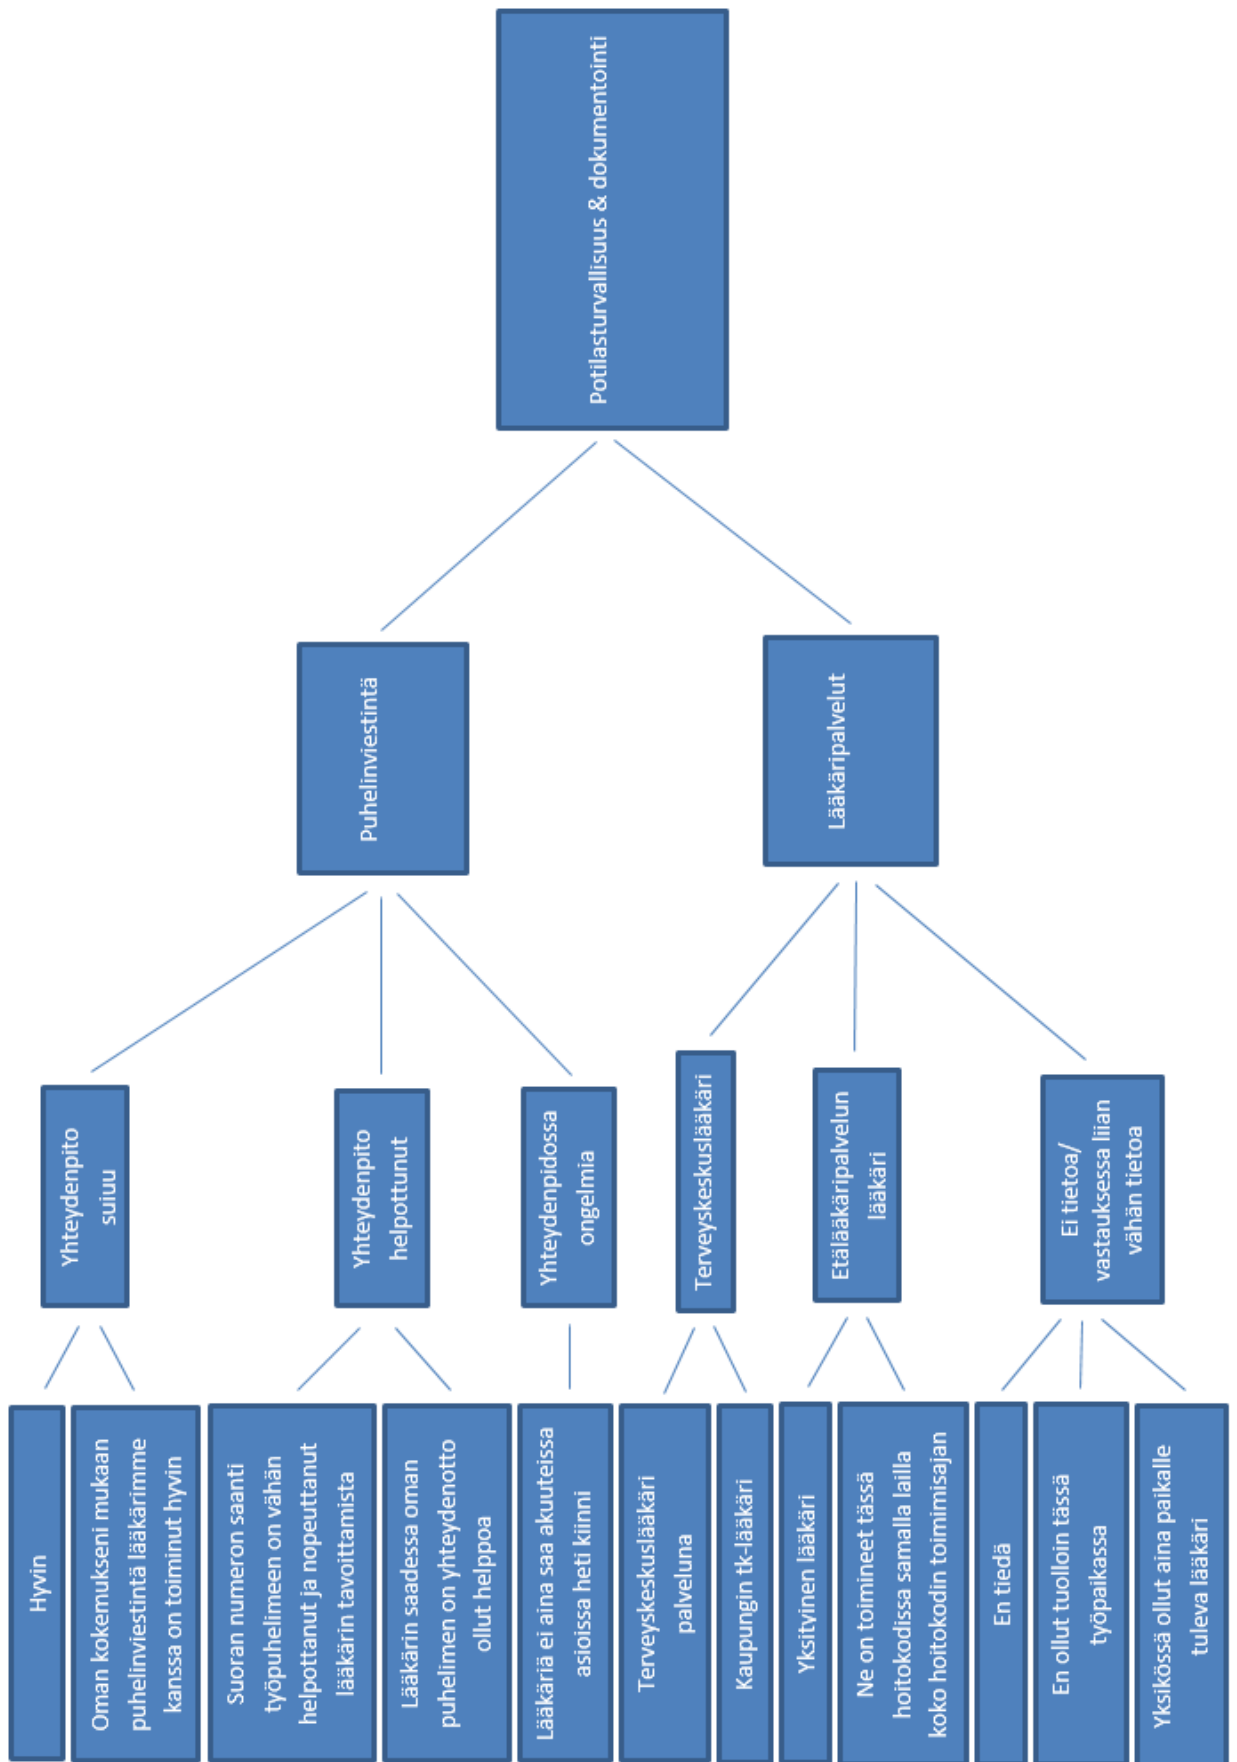 Hyvin
Oman kokemukseni mukaan
puhelinviestintä lääkärimme
kanssa on toiminut hyvin
Suoran numeron saanti
työpuhelimeen on vähän
helpottanut ja nopeuttanut
lääkärin tavoittamista
Lääkärin saadessa oman
puhelimen on yhteydenotto
ollut helppoa
Lääkäriä ei aina saa akuuteissa
asioissa heti kiinni
Terveyskeskuslääkäri
palveluna
Kaupungin tk-lääkäri
Yksityinen lääkäri
Ne on toimineet tässä
hoitokodissa samalla lailla
koko hoitokodin toimimisajan
En tiedä
En ollut tuolloin tässä
työpaikassa
Yksikössä ollut aina paikalle
tuleva lääkäri
Yhteydenpito
suiuu
Yhteydenpito
helpottunut
Yhteydenpidossa
ongelmia
Terveyskeskuslääkäri
Etälääkäripalvelun
lääkäri
Ei tietoa/
vastauksessa liian
vähän tietoa
Puhelinviestintä
Lääkäripalvelut
Potilasturvallisuus & dokumentointi